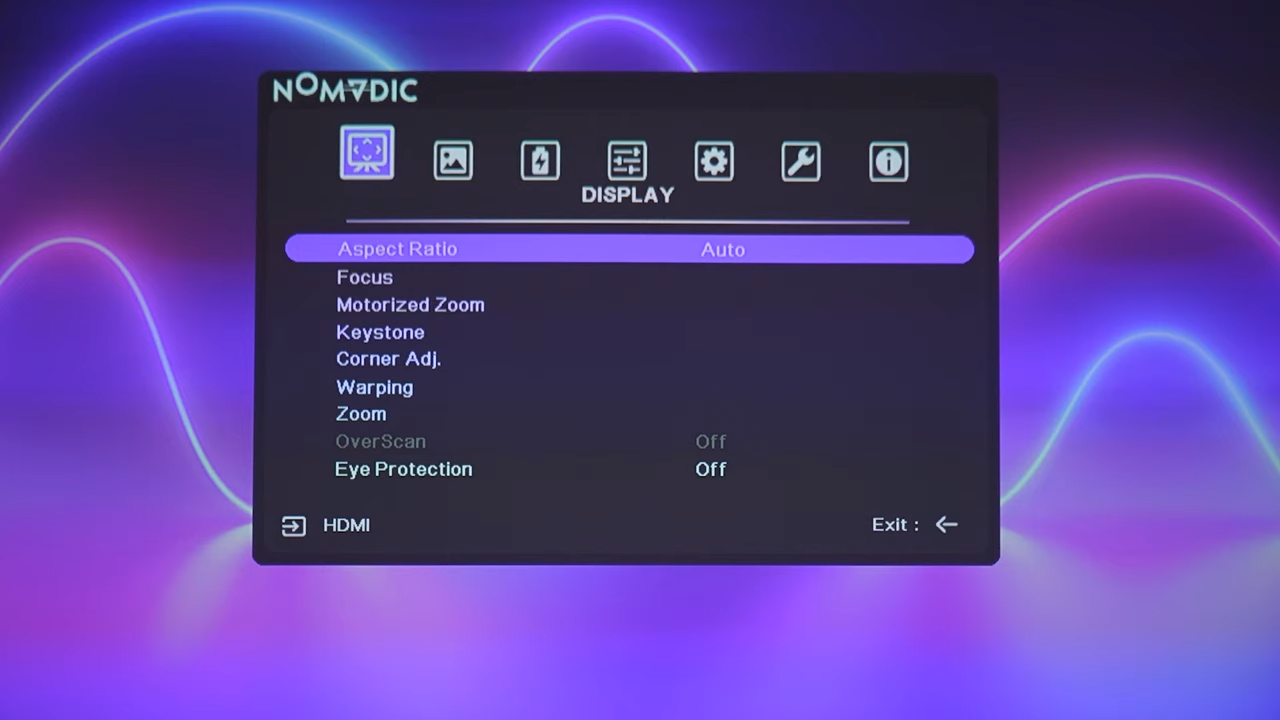 NOMADIC
DISPLAY
Aspect Ratio Auto
Focus
Motorized Zoom
Keystone
Corner Adj.
Warping
Zoom
OverScan Off
Eye Protection Off
HDMI Exit :